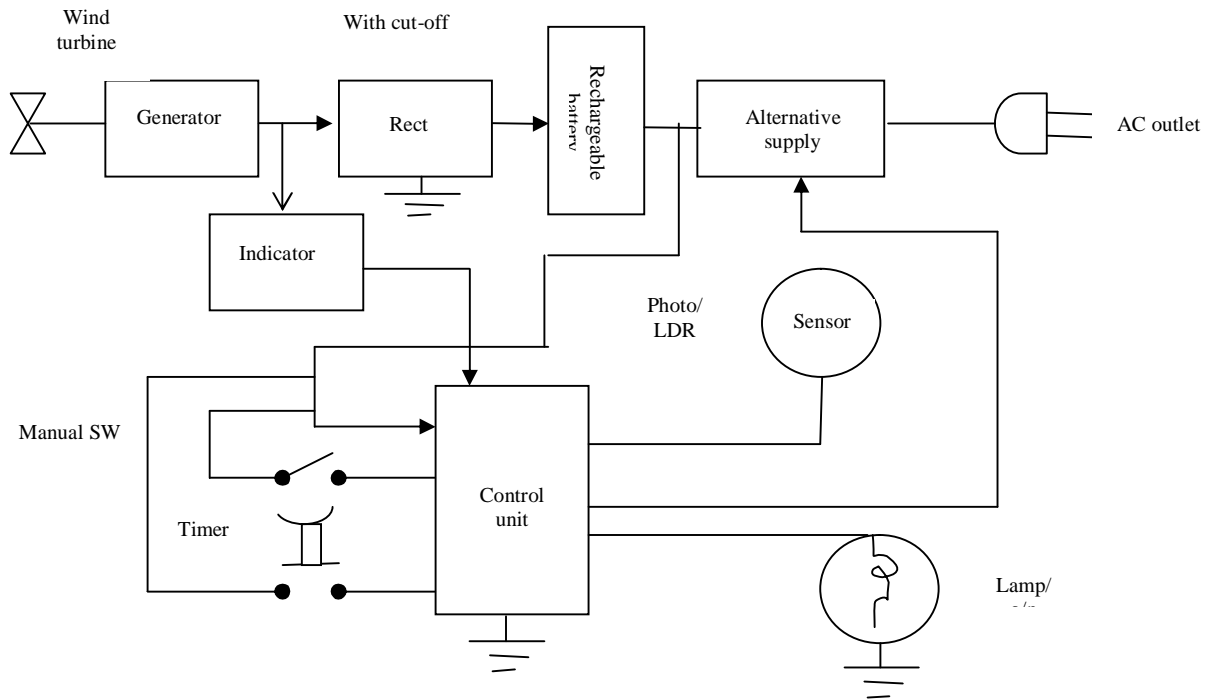 Wind
turbine
With cut-off
Generator
Rect
Rechargeable
battery
Alternative
supply
AC outlet
Indicator
Photo/
LDR
Sensor
Manual SW
Control
unit
Timer
Lamp/